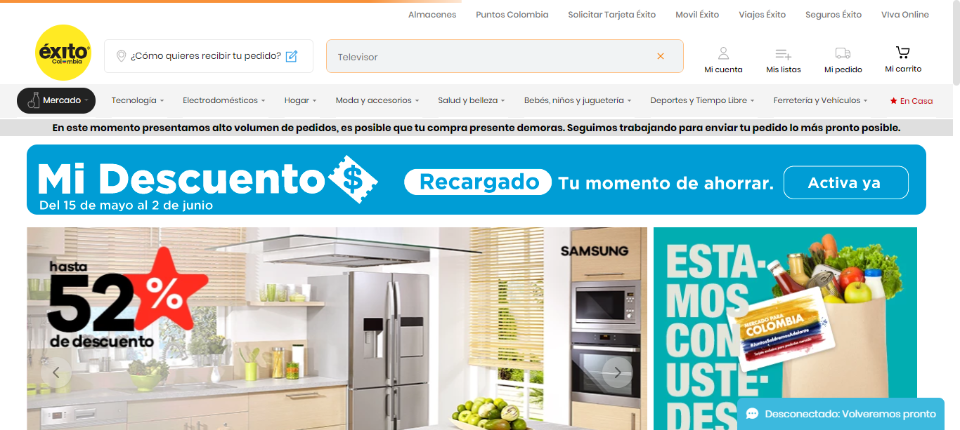 Almacenes Puntos Colombia Solicitar Tarjeta Éxito Movil Éxito Viajes Éxito Seguros Éxito Viva Online
éxito
Colombia
¿Cómo quieres recibir tu pedido?
Televisor
Mi cuenta Mis listas Mi pedido Mi carrito
Mercado Tecnología Electrodomésticos Hogar Moda y accesorios Salud y belleza Bebés, niños y juguetería Deportes y Tiempo Libre Ferretería y Vehículos En Casa
En este momento presentamos alto volumen de pedidos, es posible que tu compra presente demoras. Seguimos trabajando para enviar tu pedido lo más pronto posible.
Mi Descuento $ Recargado Tu momento de ahorrar. Activa ya
Del 15 de mayo al 2 de junio
SAMSUNG
hasta
52%
de descuento
ESTA-
MOS
CON
USTE-
DES
MERCADO PARA
COLOMBIA
#JuntosSaldremosAdelante
Desconectado: Volveremos pronto